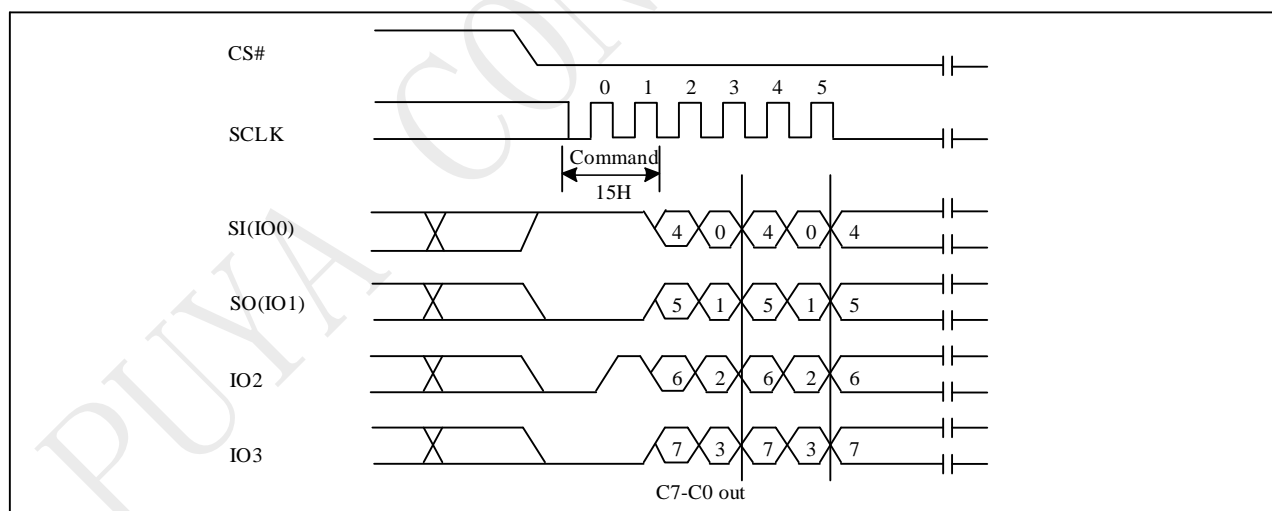 PUYA CON
CS#
0 1 2 3 4 5
SCLK
Command
15H
SI(IO0) 4 0 4 0 4
SO(IO1) 5 1 5 1 5
IO2 6 2 6 2 6
IO3 7 3 7 3 7
C7-C0 out